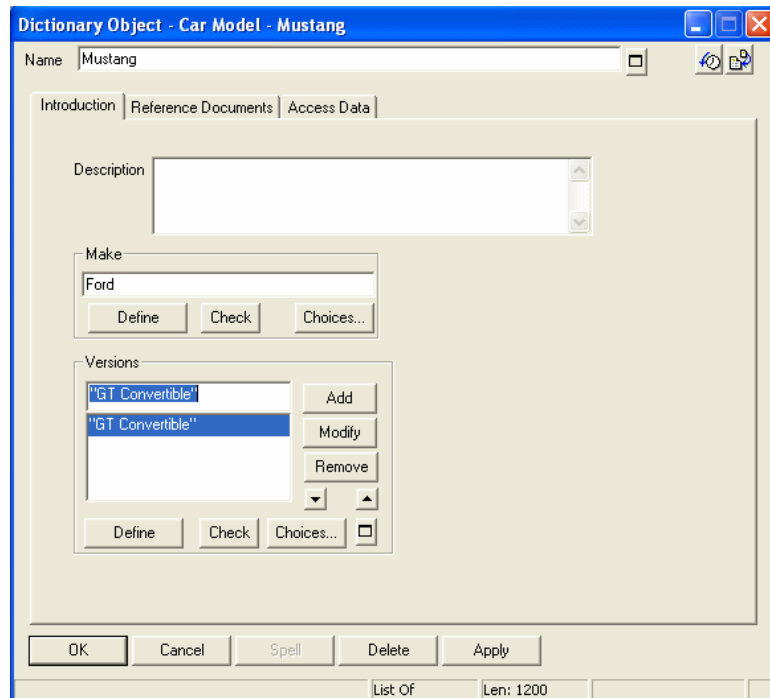 Dictionary Object - Car Model - Mustang
Name Mustang
Introduction Reference Documents Access Data
Description
Make
Ford
Define Check Choices...
Versions
"GT Convertible" Add
"GT Convertible"
Modify
Remove
Define Check Choices...
OK Cancel Spell Delete Apply
List Of Len: 1200